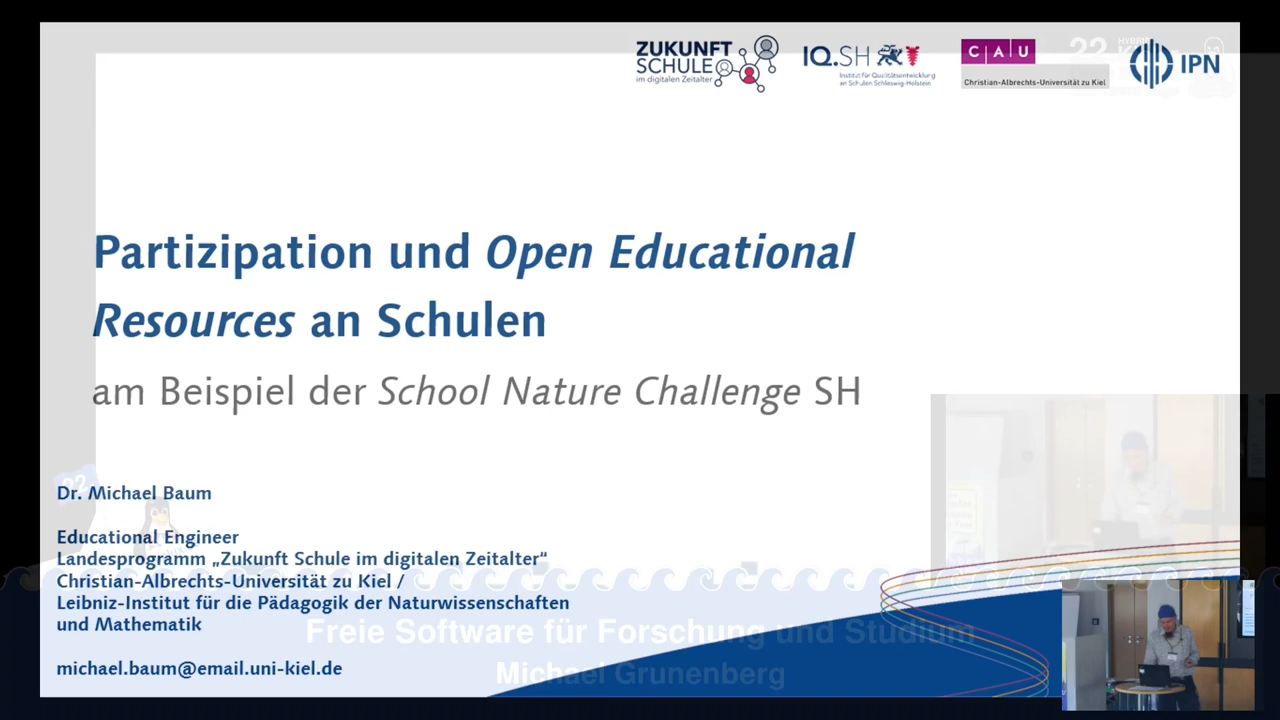 ZUKUNFT
SCHULE
im digitalen Zeitalter
IQ.SH
Institut für Qualitätsentwicklung
an Schulen Schleswig-Holstein
C|A|U
Christian-Albrechts-Universität zu Kiel
22
IPN
Partizipation und Open Educational
Resources an Schulen
am Beispiel der School Nature Challenge SH
22
Dr. Michael Baum
Educational Engineer
Landesprogramm „Zukunft Schule im digitalen Zeitalter“
Christian-Albrechts-Universität zu Kiel /
Leibniz-Institut für die Pädagogik der Naturwissenschaften
und Mathematik
michael.baum@email.uni-kiel.de
Freie Software für Forschung und Studium
Michael Grunenberg